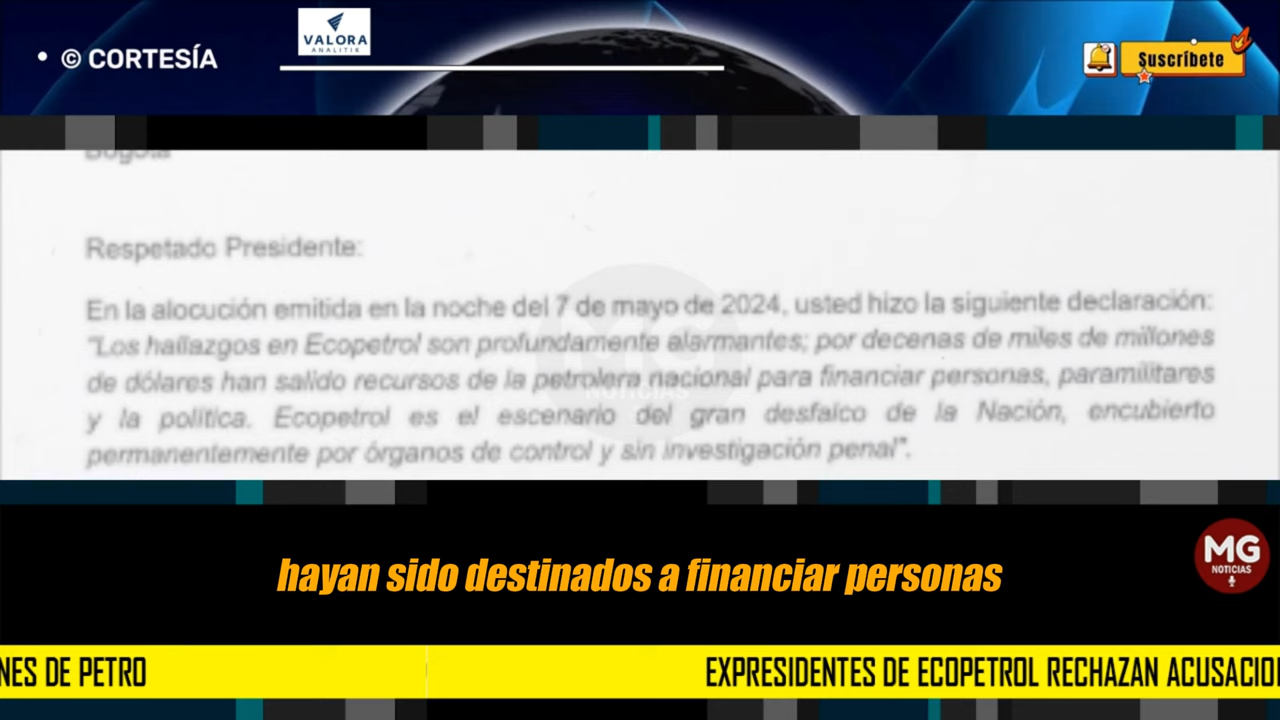 © CORTESÍA
VALORA
ANALITIK
Suscríbete
Bogotá
Respetado Presidente:
En la alocución emitida en la noche del 7 de mayo de 2024, usted hizo la siguiente declaración:
"Los hallazgos en Ecopetrol son profundamente alarmantes; por decenas de miles de millones
de dólares han salido recursos de la petrolera nacional para financiar personas, paramilitares
y la política. Ecopetrol es el escenario del gran desfalco de la Nación, encubierto
permanentemente por órganos de control y sin investigación penal".
MG
NOTICIAS
hayan sido destinados a financiar personas
MG
NOTICIAS
NES DE PETRO
EXPRESIDENTES DE ECOPETROL RECHAZAN ACUSACIO